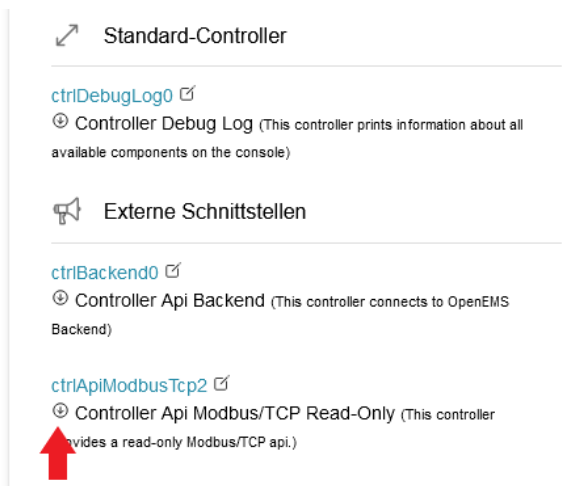 Standard-Controller
ctrlDebugLog0
Controller Debug Log (This controller prints information about all
available components on the console)
Externe Schnittstellen
ctrlBackend0
Controller Api Backend (This controller connects to OpenEMS
Backend)
ctrlApiModbusTcp2
Controller Api Modbus/TCP Read-Only (This controller
a read-only Modbus/TCP api.)